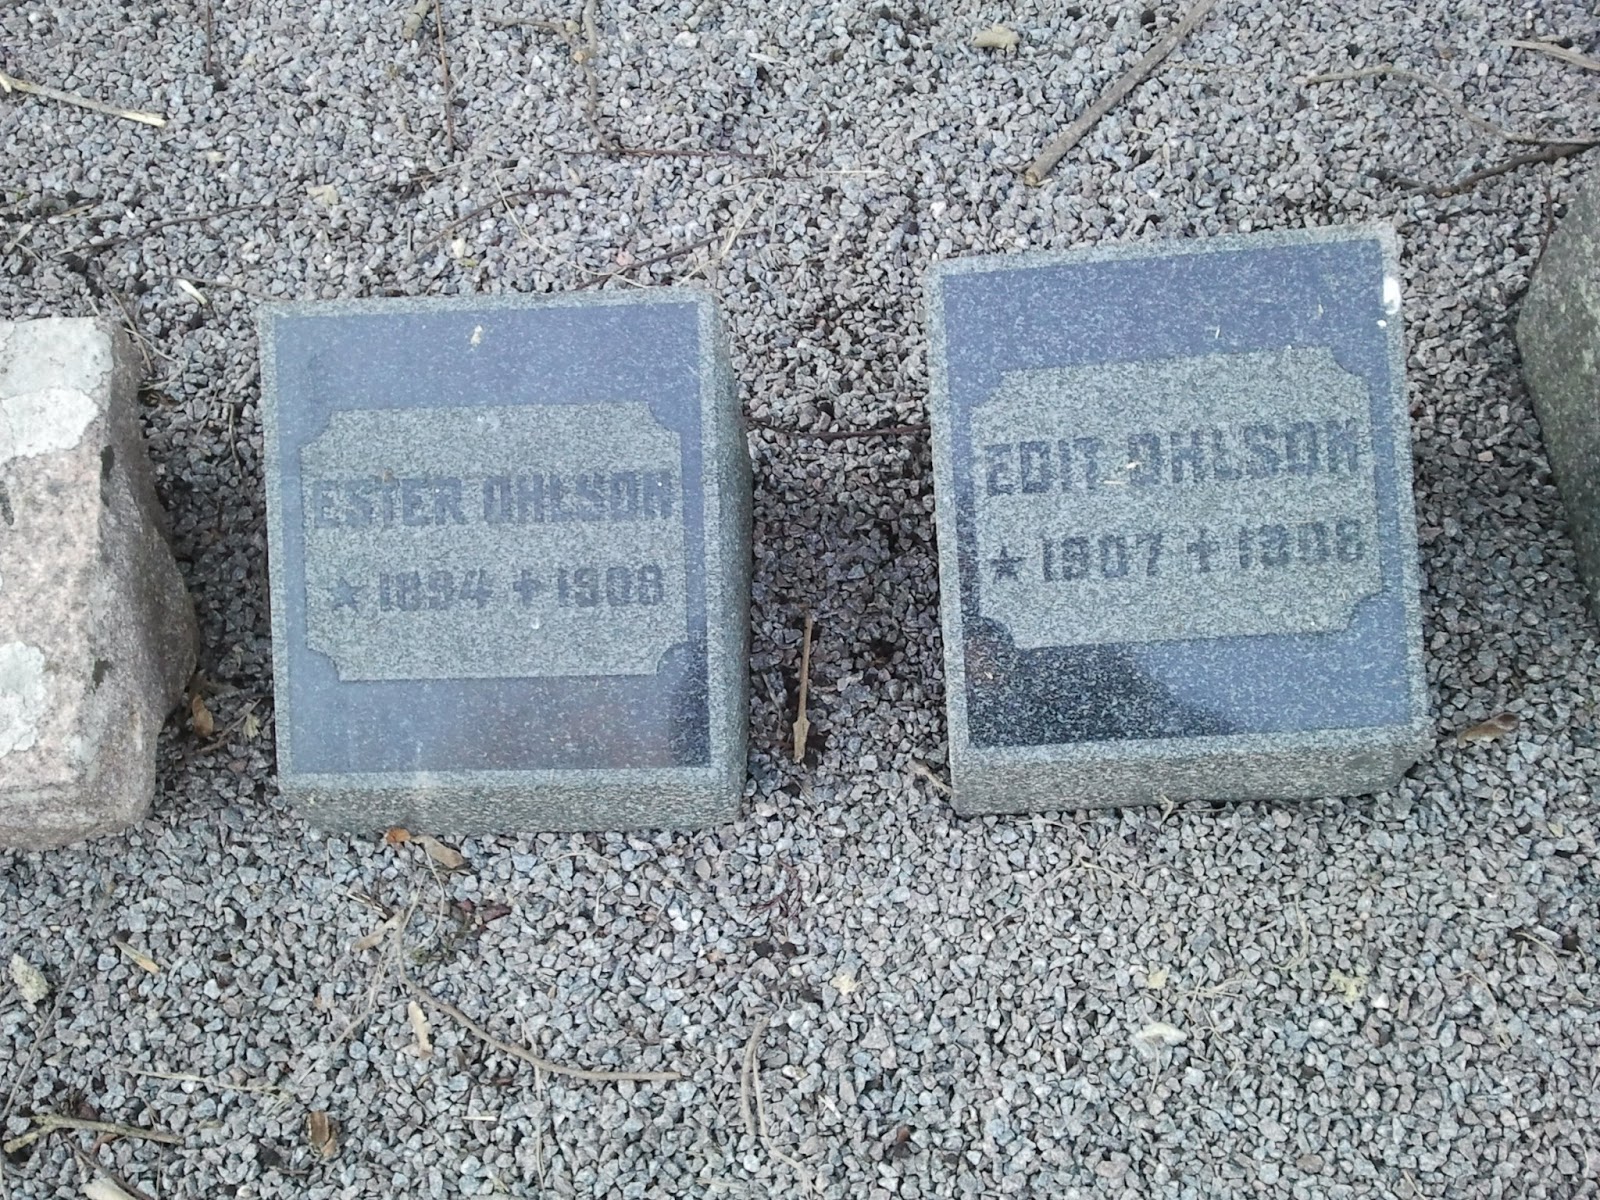 ESTER OHLSON
★ 1894 ✝ 1908
EDIT OHLSON
★ 1907 ✝ 1908